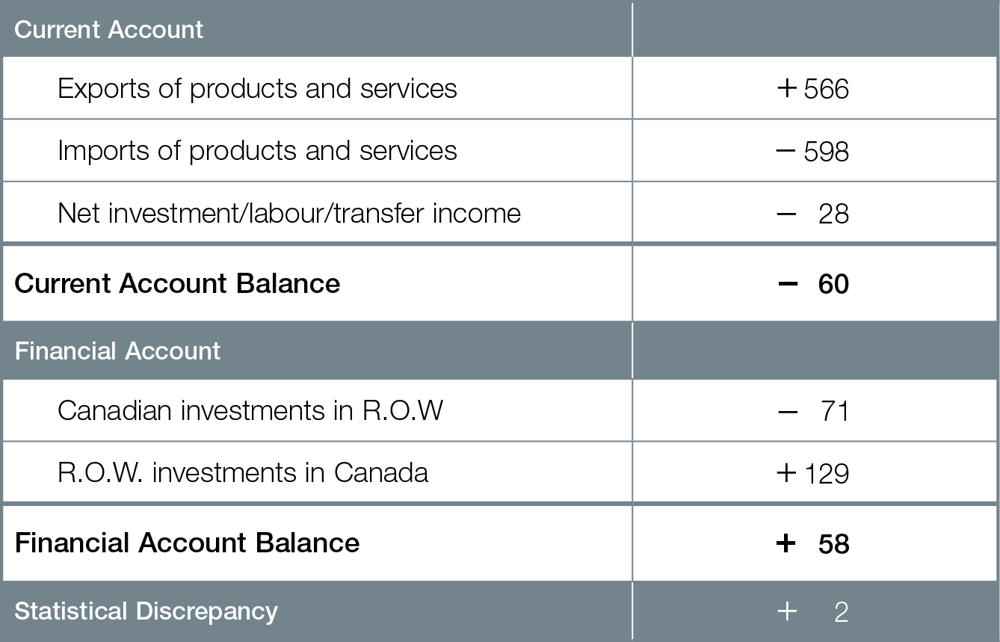 Current Account
Exports of products and services + 566
Imports of products and services − 598
Net investment/labour/transfer income − 28
Current Account Balance − 60
Financial Account
Canadian investments in R.O.W − 71
R.O.W. investments in Canada + 129
Financial Account Balance + 58
Statistical Discrepancy + 2